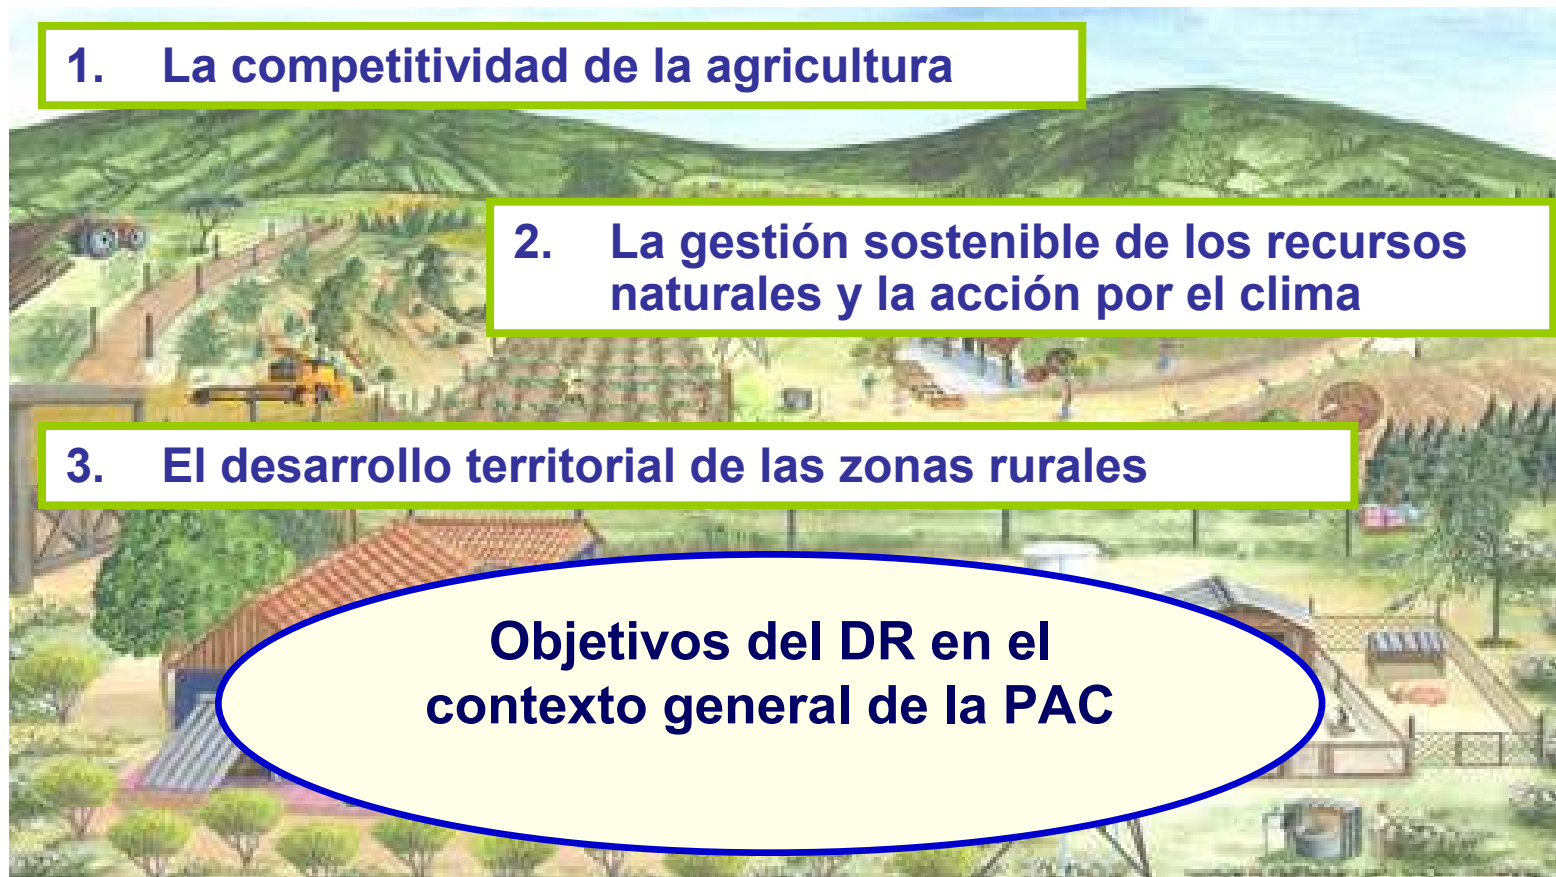 1. La competitividad de la agricultura
2. La gestión sostenible de los recursos
naturales y la acción por el clima
3. El desarrollo territorial de las zonas rurales
Objetivos del DR en el
contexto general de la PAC